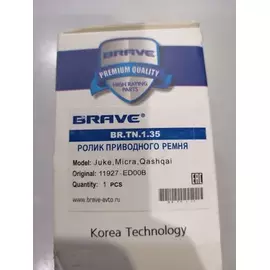 BRAVE
PREMIUM QUALITY
BRAVE®
BR.TN.1.35
РОЛИК ПРИВОДНОГО РЕМНЯ
Model: Juke,Micra,Qashqai
Original: 11927-ED00B
Quantity: 1 PCS
www.brave-avto.ru
EAC
Korea Technology